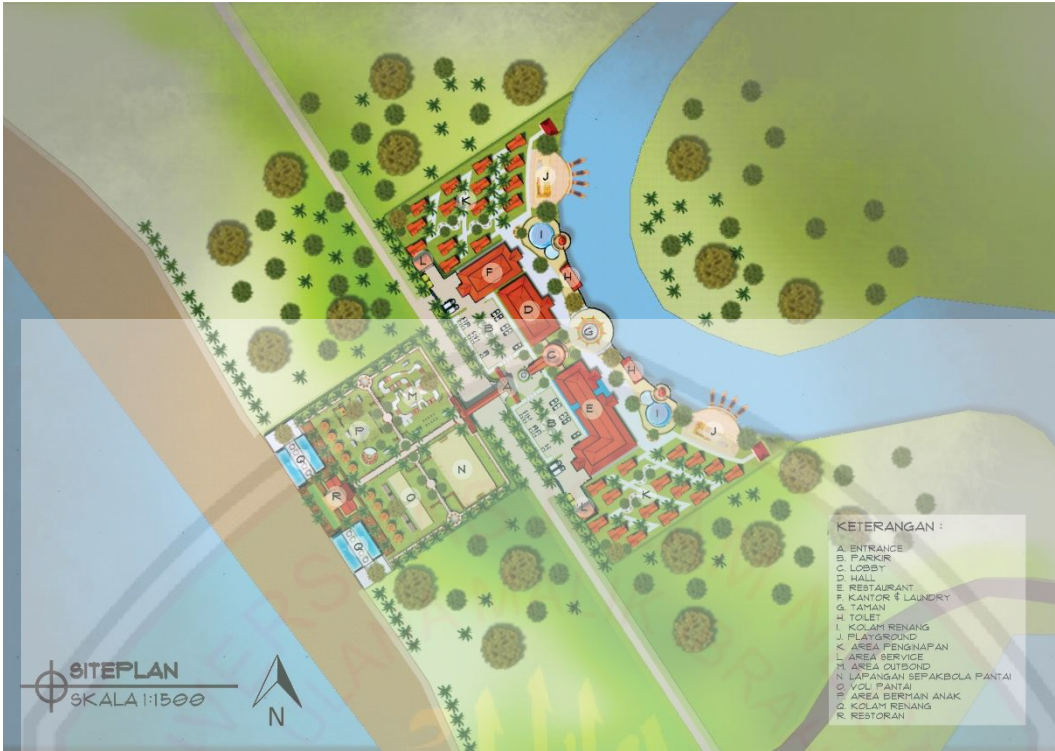 J
K
I
L
F
H
D
G
C
H
A
M
E
I
J
P
N
G
K
R
O
G
L
KETERANGAN :
A. ENTRANCE
B. PARKIR
C. LOBBY
D. HALL
E. RESTAURANT
F. KANTOR & LAUNDRY
G. TAMAN
H. TOILET
I. KOLAM RENANG
J. PLAYGROUND
K. AREA PENGINAPAN
L. AREA SERVICE
M. AREA OUTBOND
N. LAPANGAN SEPAKBOLA PANTAI
O. VOLI PANTAI
P. AREA BERMAIN ANAK
Q. KOLAM RENANG
R. RESTORAN
SITEPLAN
SKALA 1:1500
N